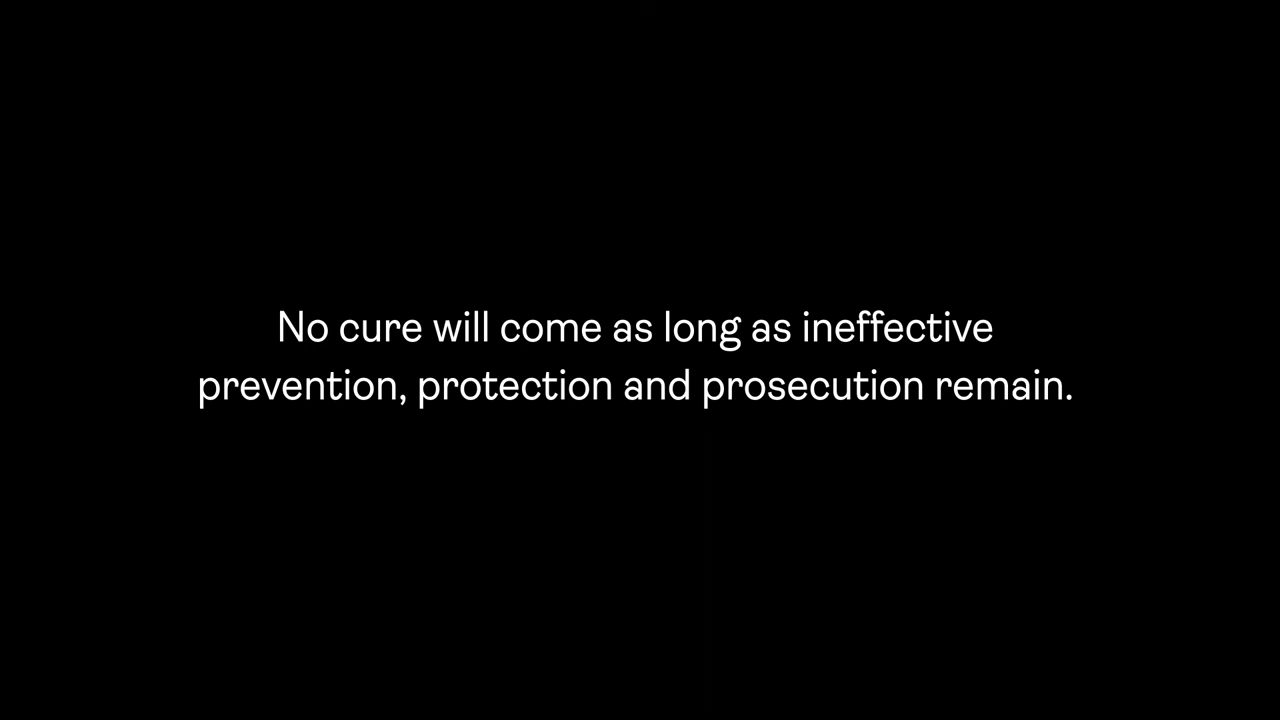 No cure will come as long as ineffective
prevention, protection and prosecution remain.